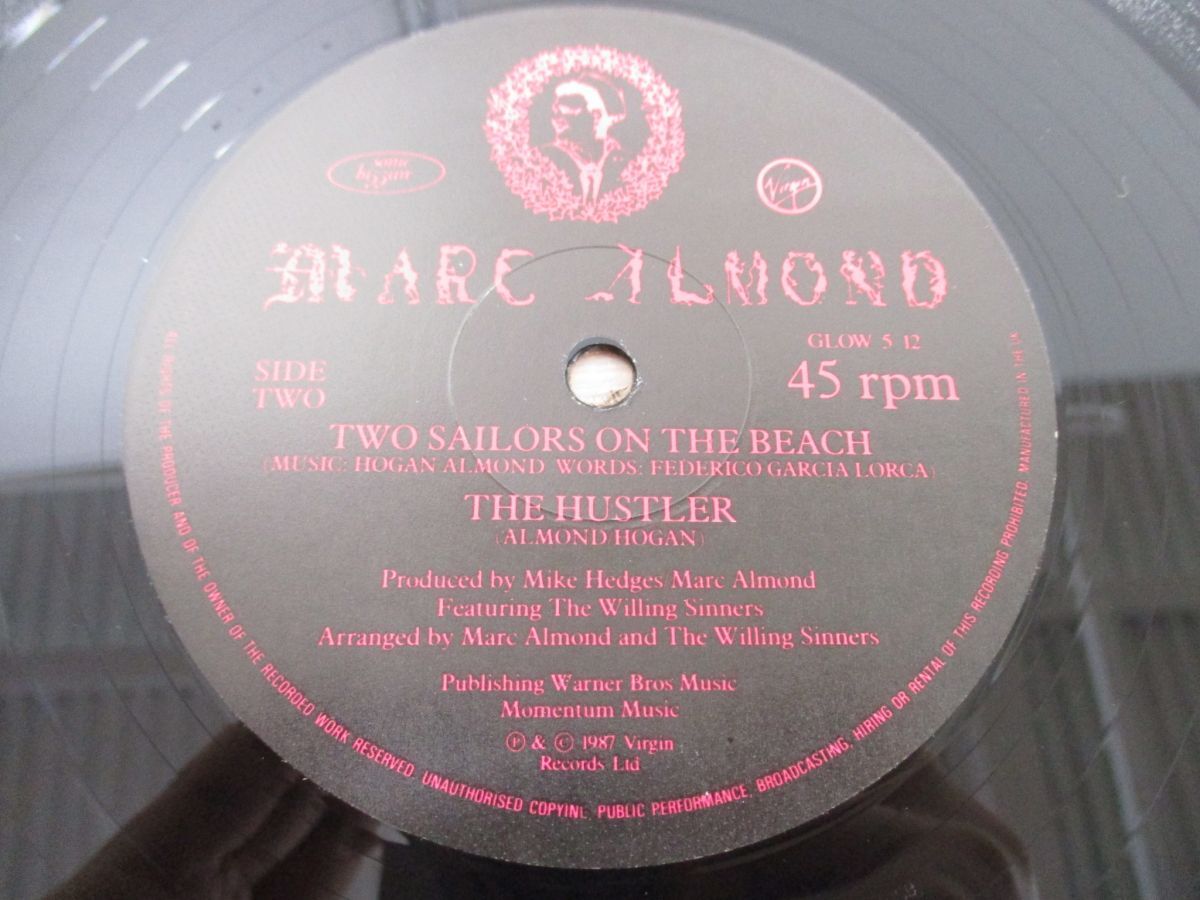 some bizzare
Virgin
MARC ALMOND
GLOW 5 12
SIDE TWO
45 rpm
TWO SAILORS ON THE BEACH
(MUSIC: HOGAN ALMOND WORDS: FEDERICO GARCIA LORCA)
THE HUSTLER
(ALMOND HOGAN)
Produced by Mike Hedges Marc Almond
Featuring The Willing Sinners
Arranged by Marc Almond and The Willing Sinners
Publishing Warner Bros Music
Momentum Music
Ⓟ & © 1987 Virgin
Records Ltd
ALL RIGHTS OF THE PRODUCER AND OF THE OWNER OF THE RECORDED WORK RESERVED. UNAUTHORISED COPYING, PUBLIC PERFORMANCE, BROADCASTING, HIRING OR RENTAL OF THIS RECORDING PROHIBITED. MANUFACTURED IN THE UK